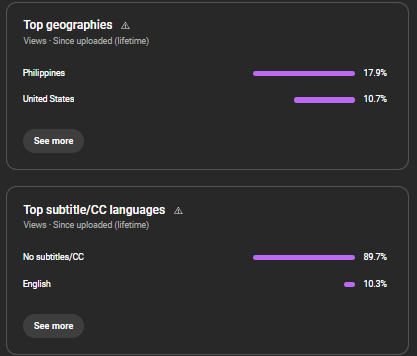 Top geographies
Views · Since uploaded (lifetime)
Philippines 17.9%
United States 10.7%
See more
Top subtitle/CC languages
Views · Since uploaded (lifetime)
No subtitles/CC 89.7%
English 10.3%
See more